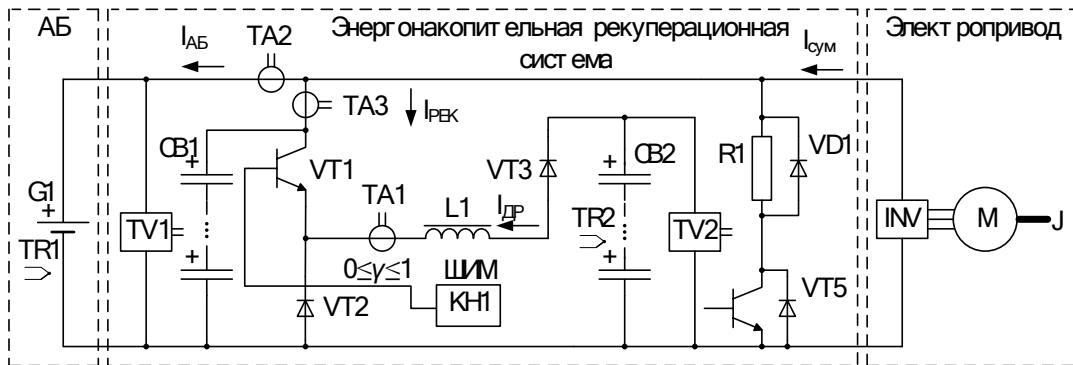 АБ
Энергонакопительная рекуперационная
система
Электропривод
IАБ
TA2
Iсум
TA3
IРЕК
CB1
+
VT1
VT3
+
CB2
R1
VD1
G1
+
TV1
TA1
L1
IДР
TR2
TV2
INV
M
J
TR1
+
0≤γ≤1
ШИМ
КН1
+
VT2
VT5